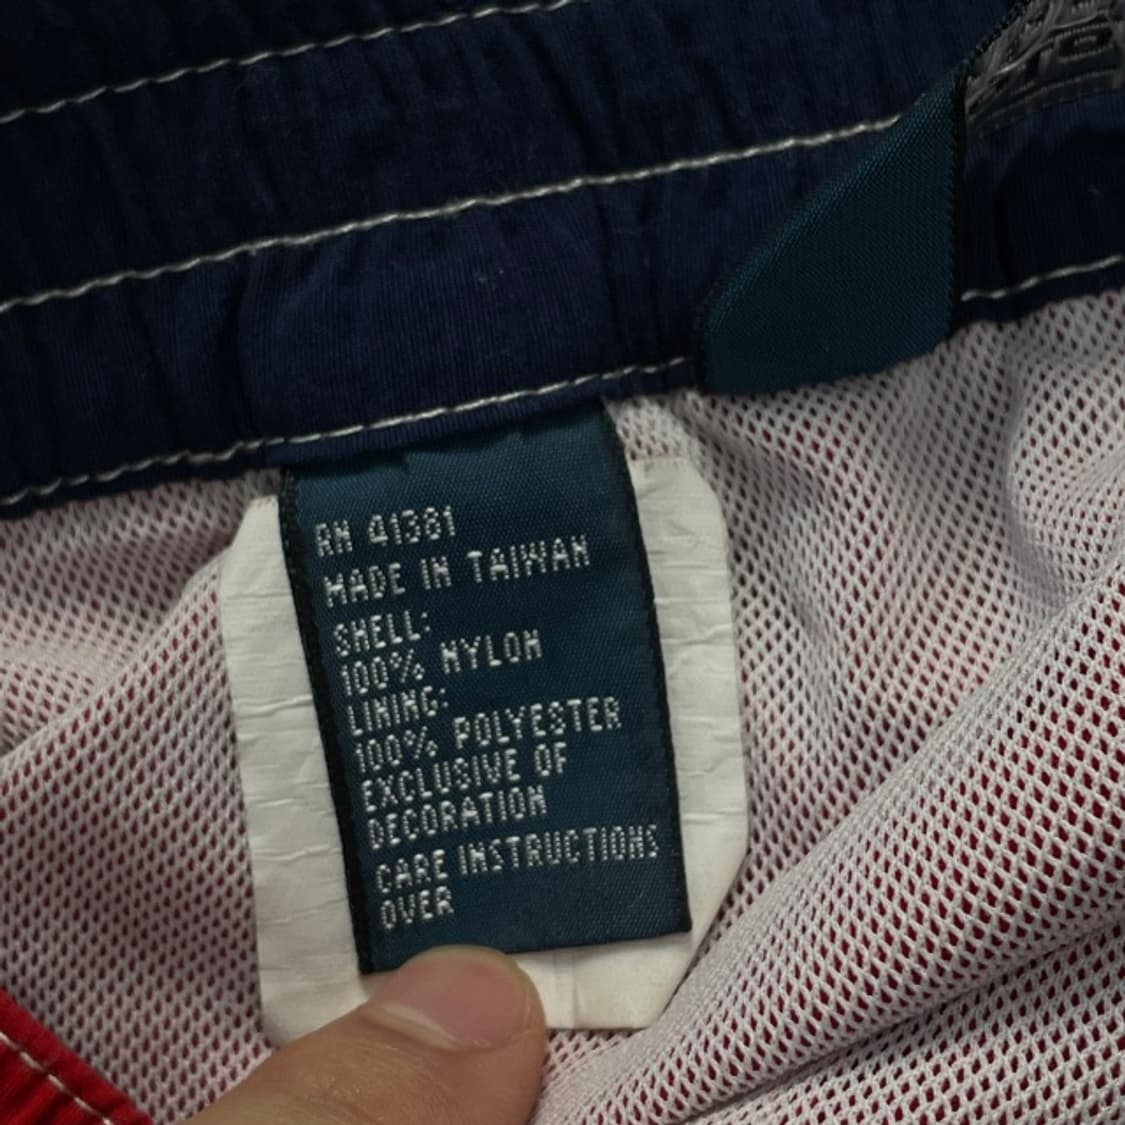 RN 41381
MADE IN TAIWAN
SHELL:
100% NYLON
LINING:
100% POLYESTER
EXCLUSIVE OF
DECORATION
CARE INSTRUCTIONS
OVER